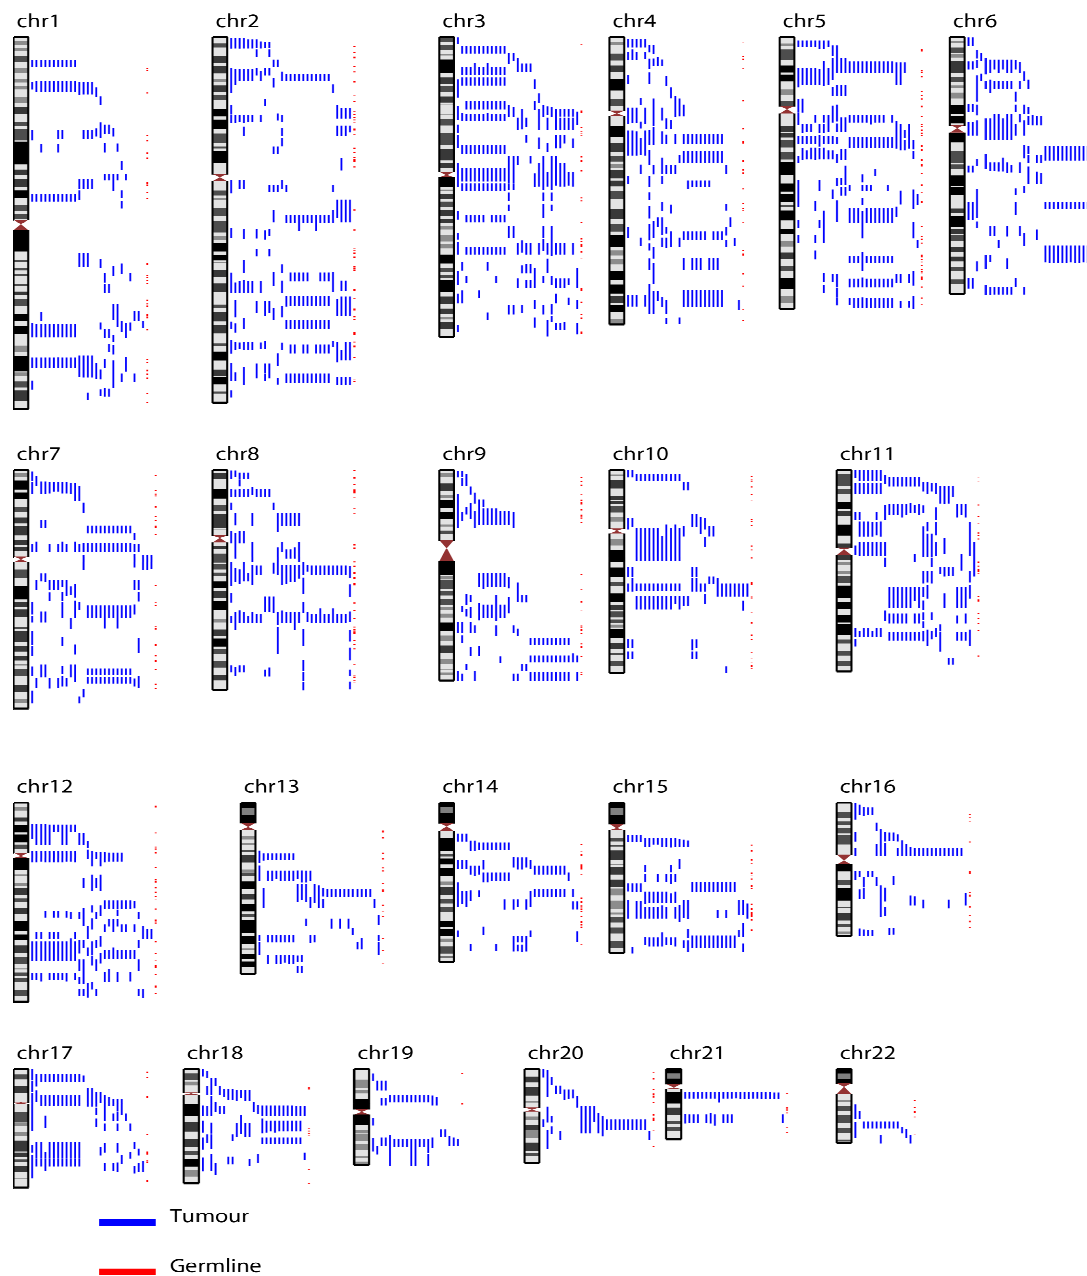 chr1 chr2 chr3 chr4 chr5 chr6
chr7 chr8 chr9 chr10 chr11
chr12 chr13 chr14 chr15 chr16
chr17 chr18 chr19 chr20 chr21 chr22
Tumour
Germline